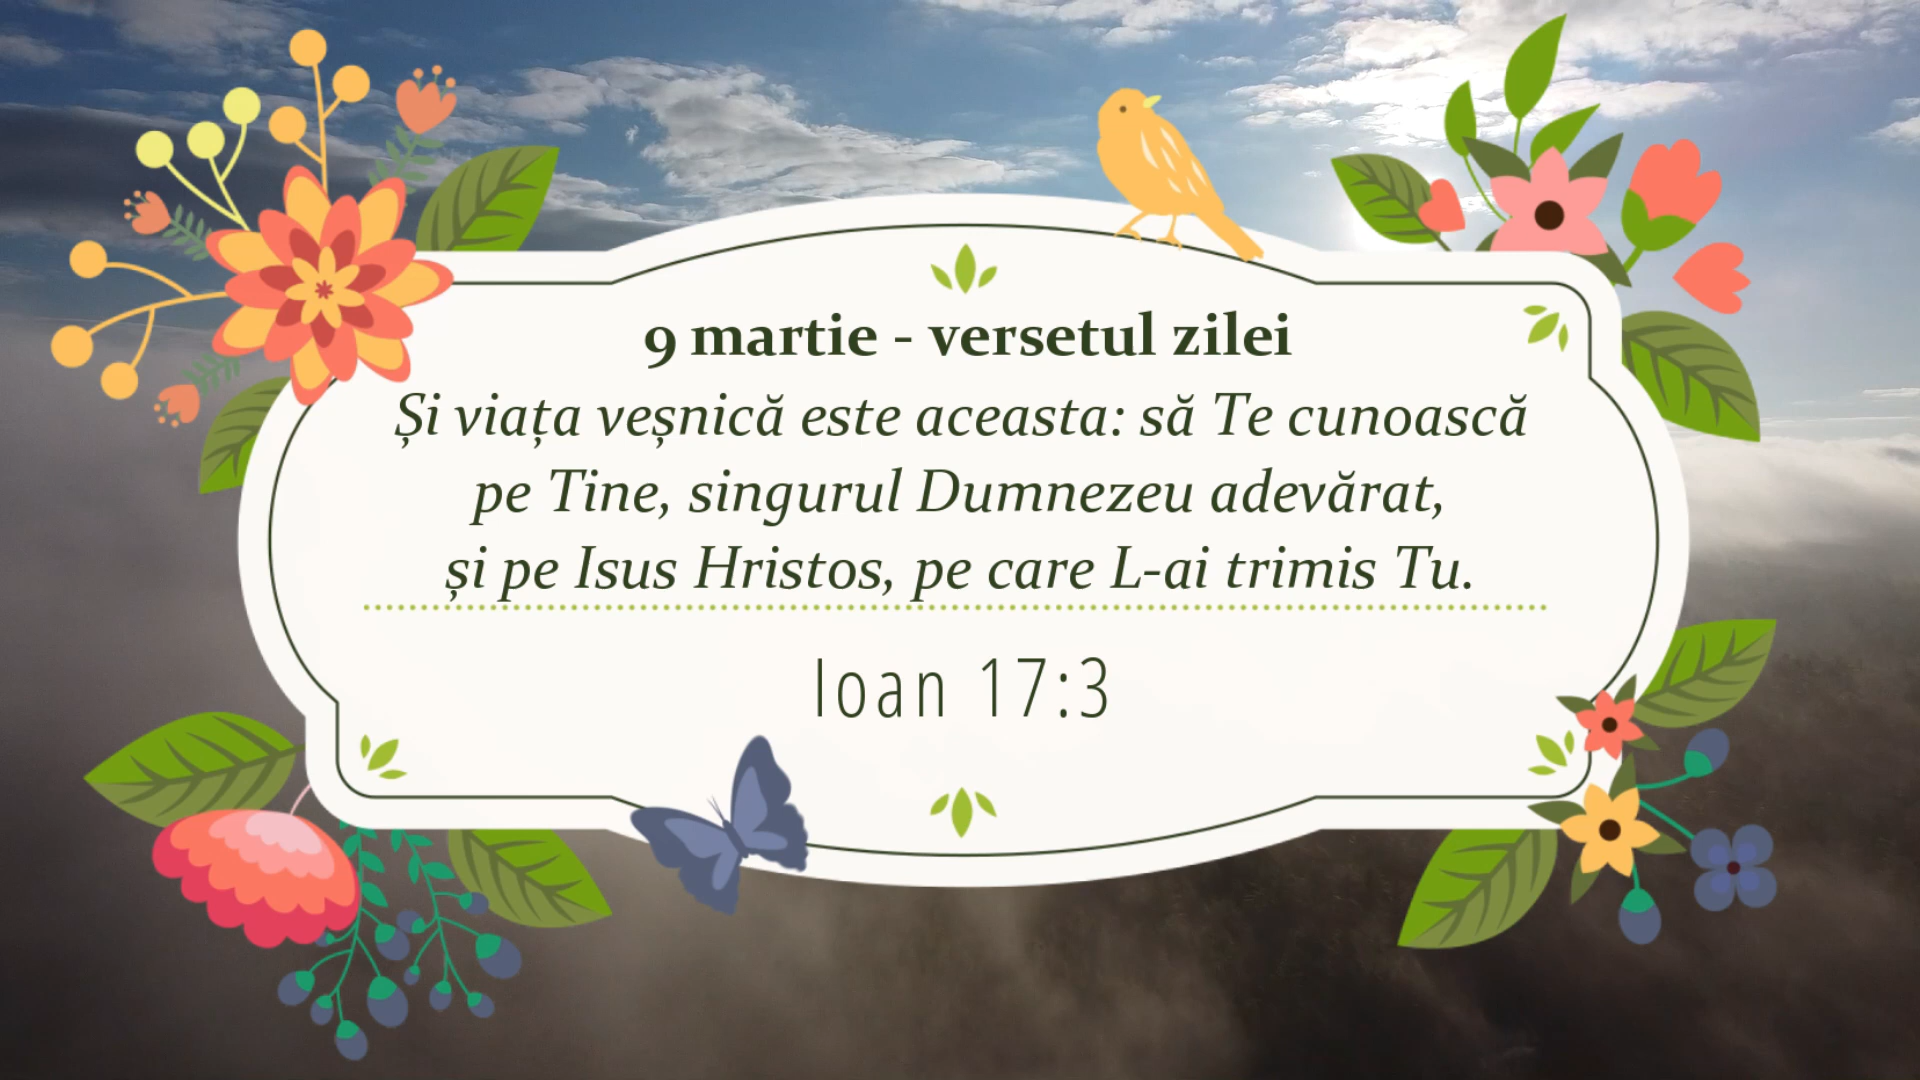 9 martie - versetul zilei
Și viața veșnică este aceasta: să Te cunoască
pe Tine, singurul Dumnezeu adevărat,
și pe Isus Hristos, pe care L-ai trimis Tu.
Ioan 17:3